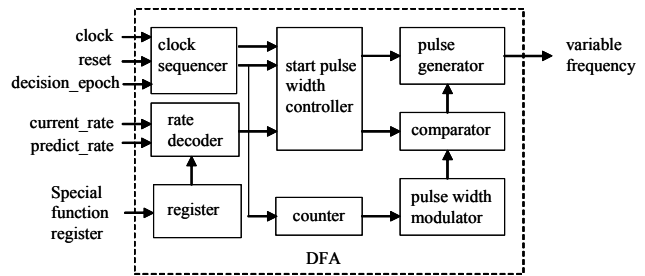 clock
reset
decision_epoch
current_rate
predict_rate
Special
function
register
clock
sequencer
rate
decoder
register
start pulse
width
controller
counter
pulse
generator
comparator
pulse width
modulator
variable
frequency
DFA